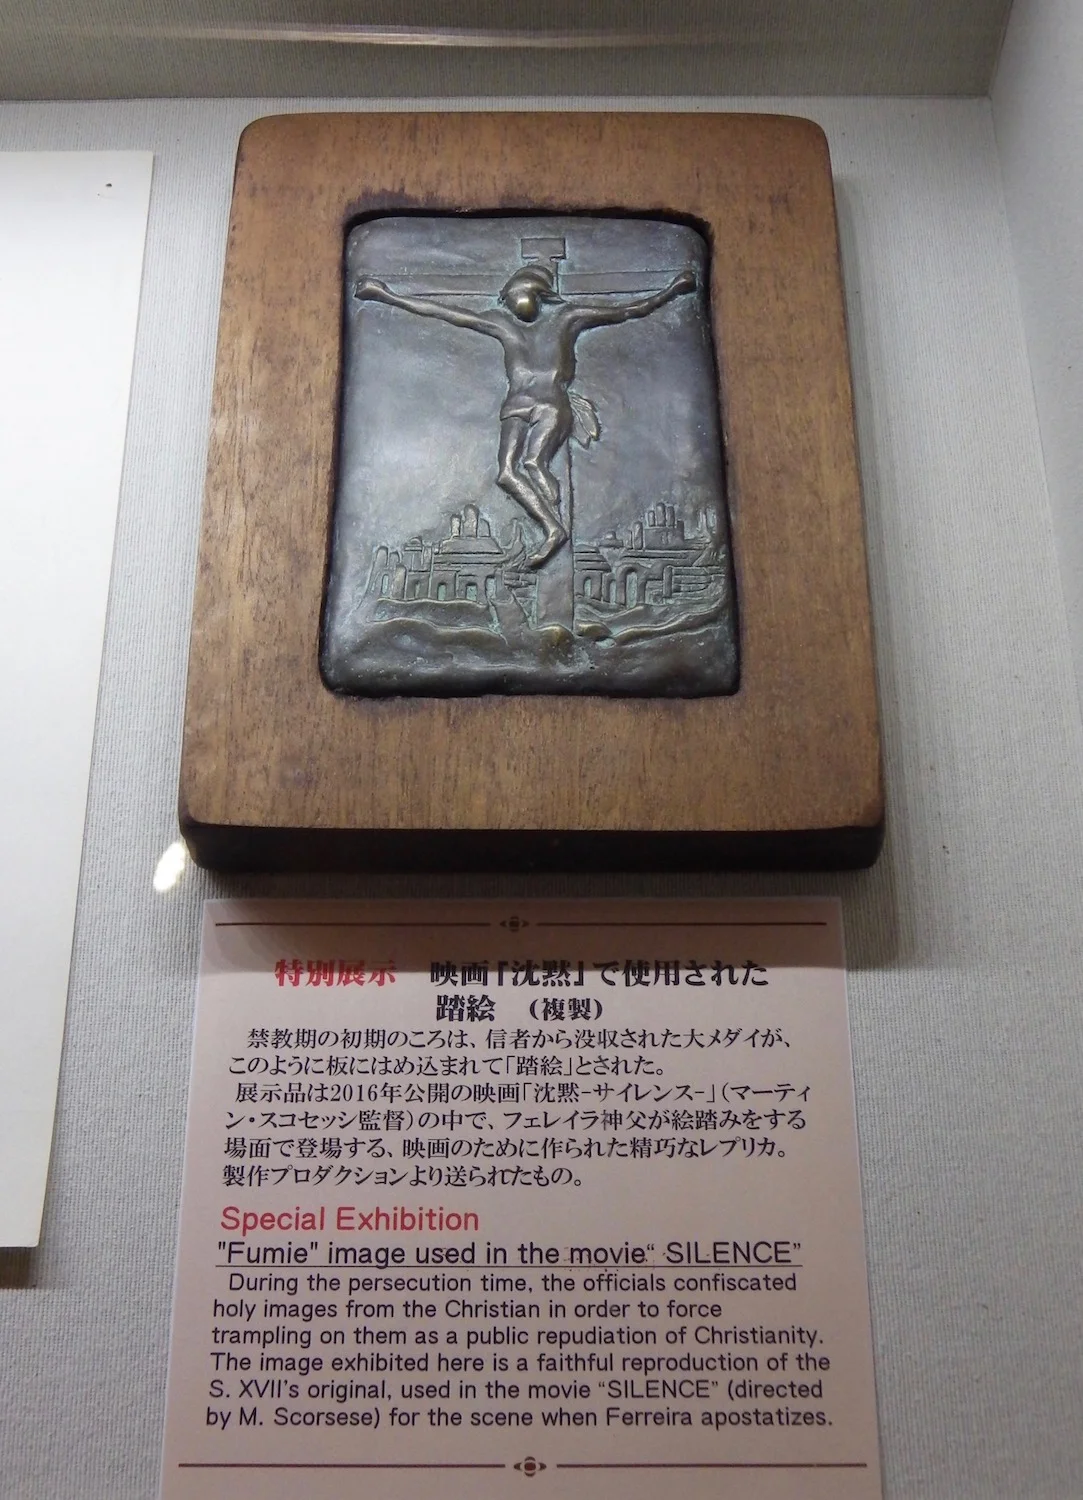 特別展示　映画「沈黙」で使用された
踏絵　（複製）
禁教期の初期のころは、信者から没収された大メダイが、
このように板にはめ込まれて「踏絵」とされた。
展示品は2016年公開の映画「沈黙-サイレンス-」（マーティ
ン・スコセッシ監督）の中で、フェレイラ神父が絵踏みをする
場面で登場する、映画のために作られた精巧なレプリカ。
製作プロダクションより送られたもの。
Special Exhibition
"Fumie" image used in the movie“ SILENCE”
During the persecution time, the officials confiscated
holy images from the Christian in order to force
trampling on them as a public repudiation of Christianity.
The image exhibited here is a faithful reproduction of the
S. XVII's original, used in the movie “SILENCE” (directed
by M. Scorsese) for the scene when Ferreira apostatizes.